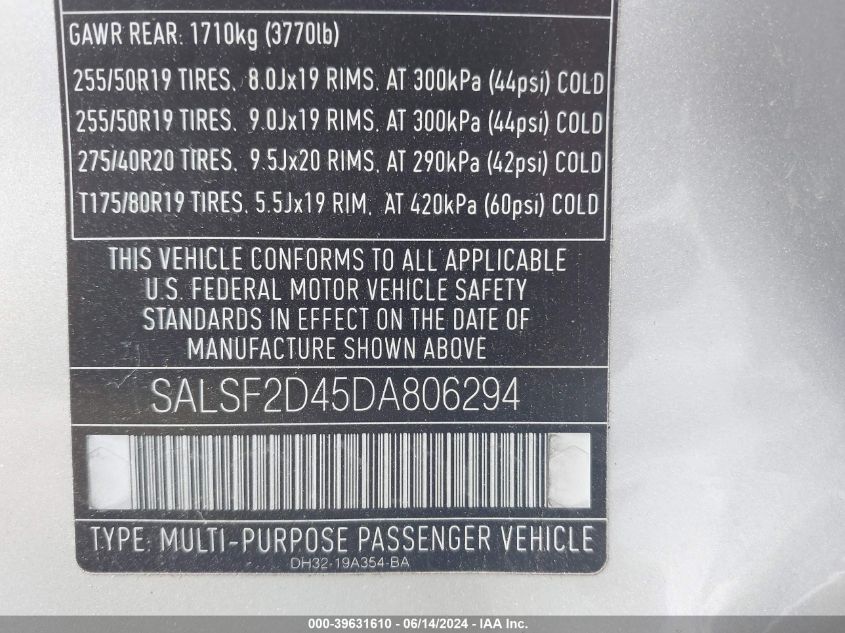 GAWR REAR: 1710kg (3770lb)
255/50R19 TIRES, 8.0Jx19 RIMS, AT 300kPa (44psi) COLD
255/50R19 TIRES, 9.0Jx19 RIMS, AT 300kPa (44psi) COLD
275/40R20 TIRES, 9.5Jx20 RIMS, AT 290kPa (42psi) COLD
T175/80R19 TIRES, 5.5Jx19 RIM, AT 420kPa (60psi) COLD
THIS VEHICLE CONFORMS TO ALL APPLICABLE
U.S. FEDERAL MOTOR VEHICLE SAFETY
STANDARDS IN EFFECT ON THE DATE OF
MANUFACTURE SHOWN ABOVE
SALSF2D45DA806294
TYPE: MULTI-PURPOSE PASSENGER VEHICLE
DH32-19A354-BA
000-39631610 - 06/14/2024 - IAA Inc.